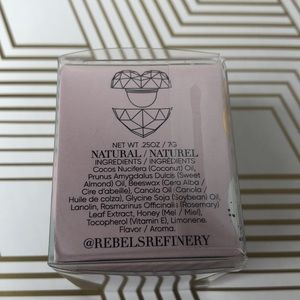 NET WT .25OZ / 7G
NATURAL / NATUREL
INGREDIENTS / INGRÉDIENTS
Cocos Nucifera (Coconut) Oil,
Prunus Amygdalus Dulcis (Sweet
Almond) Oil, Beeswax (Cera Alba /
Cire d'abeille), Canola Oil (Canola /
Huile de colza), Glycine Soja (Soybean) Oil,
Lanolin, Rosmarinus Officinalis (Rosemary)
Leaf Extract, Honey (Mel / Miel),
Tocopherol (Vitamin E), Limonene,
Flavor / Aroma.
@REBELSREFINERY